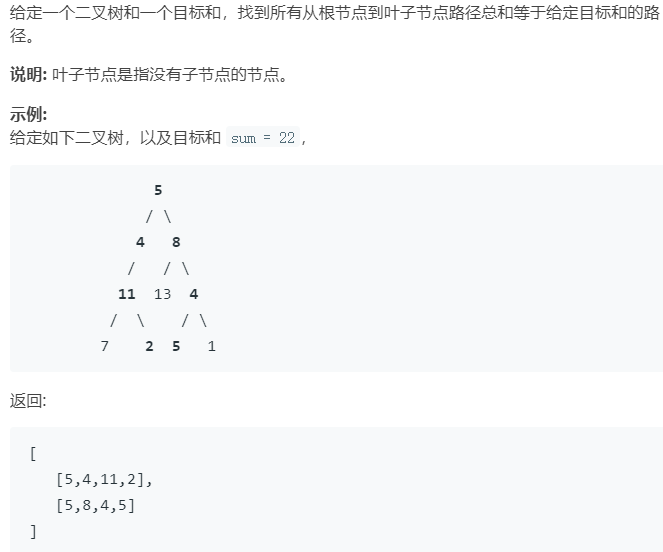 给定一个二叉树和一个目标和，找到所有从根节点到叶子节点路径总和等于给定目标和的路
径。
说明: 叶子节点是指没有子节点的节点。
示例:
给定如下二叉树，以及目标和 sum = 22，
5
/ \
4   8
/   / \
11  13  4
/  \    / \
7    2  5   1
返回:
[
[5,4,11,2],
[5,8,4,5]
]